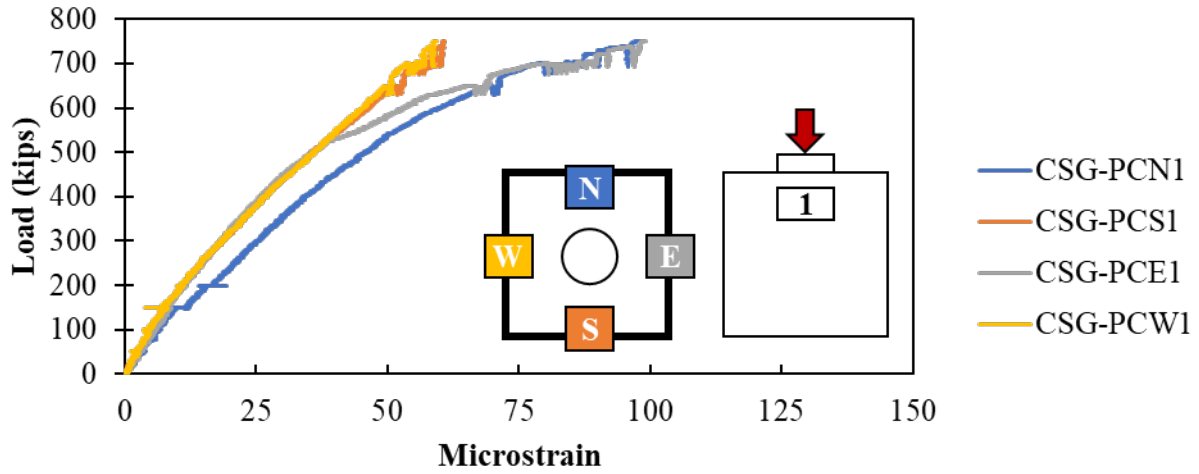 800
700
600
500
400
300
200
100
0
Load (kips)
0 25 50 75 100 125 150
Microstrain
N
W E
S
1
CSG-PCN1
CSG-PCS1
CSG-PCE1
CSG-PCW1